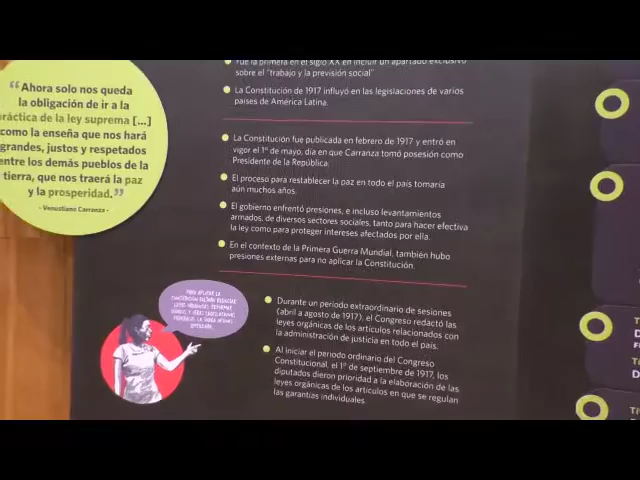 “Ahora solo nos queda
la obligación de ir a la
práctica de la ley suprema [...]
como la enseña que nos hará
grandes, justos y respetados
entre los demás pueblos de la
tierra, que nos traerá la paz
y la prosperidad.”
- Venustiano Carranza -
fue la primera en el siglo XX en incluir un apartado exclusivo
sobre el "trabajo y la previsión social"
La Constitución de 1917 influyó en las legislaciones de varios
países de América Latina.
La Constitución fue publicada en febrero de 1917 y entró en
vigor el 1º de mayo, día en que Carranza tomó posesión como
Presidente de la República.
El proceso para restablecer la paz en todo el país tomaría
aún muchos años.
El gobierno enfrentó presiones, e incluso levantamientos
armados, de diversos sectores sociales, tanto para hacer efectiva
la ley como para proteger intereses afectados por ella.
En el contexto de la Primera Guerra Mundial, también hubo
presiones externas para no aplicar la Constitución.
PARA APLICAR LA
CONSTITUCIÓN
Durante un periodo extraordinario de sesiones
(abril a agosto de 1917), el Congreso redactó las
leyes orgánicas de los artículos relacionados con
la administración de justicia en todo el país.
Al iniciar el periodo ordinario del Congreso
Constitucional, el 1º de septiembre de 1917, los
diputados dieron prioridad a la elaboración de las
leyes orgánicas de los artículos en que se regulan
las garantías individuales.